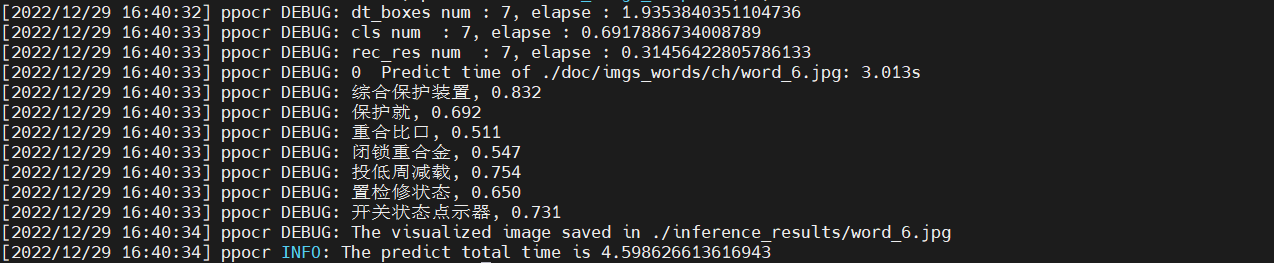 [2022/12/29 16:40:32] ppocr DEBUG: dt_boxes num : 7, elapse : 1.9353840351104736
[2022/12/29 16:40:33] ppocr DEBUG: cls num  : 7, elapse : 0.6917886734008789
[2022/12/29 16:40:33] ppocr DEBUG: rec_res num  : 7, elapse : 0.31456422805786133
[2022/12/29 16:40:33] ppocr DEBUG: 0  Predict time of ./doc/imgs_words/ch/word_6.jpg: 3.013s
[2022/12/29 16:40:33] ppocr DEBUG: 综合保护装置, 0.832
[2022/12/29 16:40:33] ppocr DEBUG: 保护就, 0.692
[2022/12/29 16:40:33] ppocr DEBUG: 重合比口, 0.511
[2022/12/29 16:40:33] ppocr DEBUG: 闭锁重合金, 0.547
[2022/12/29 16:40:33] ppocr DEBUG: 投低周减载, 0.754
[2022/12/29 16:40:33] ppocr DEBUG: 置检修状态, 0.650
[2022/12/29 16:40:33] ppocr DEBUG: 开关状态点示器, 0.731
[2022/12/29 16:40:34] ppocr DEBUG: The visualized image saved in ./inference_results/word_6.jpg
[2022/12/29 16:40:34] ppocr INFO: The predict total time is 4.598626613616943